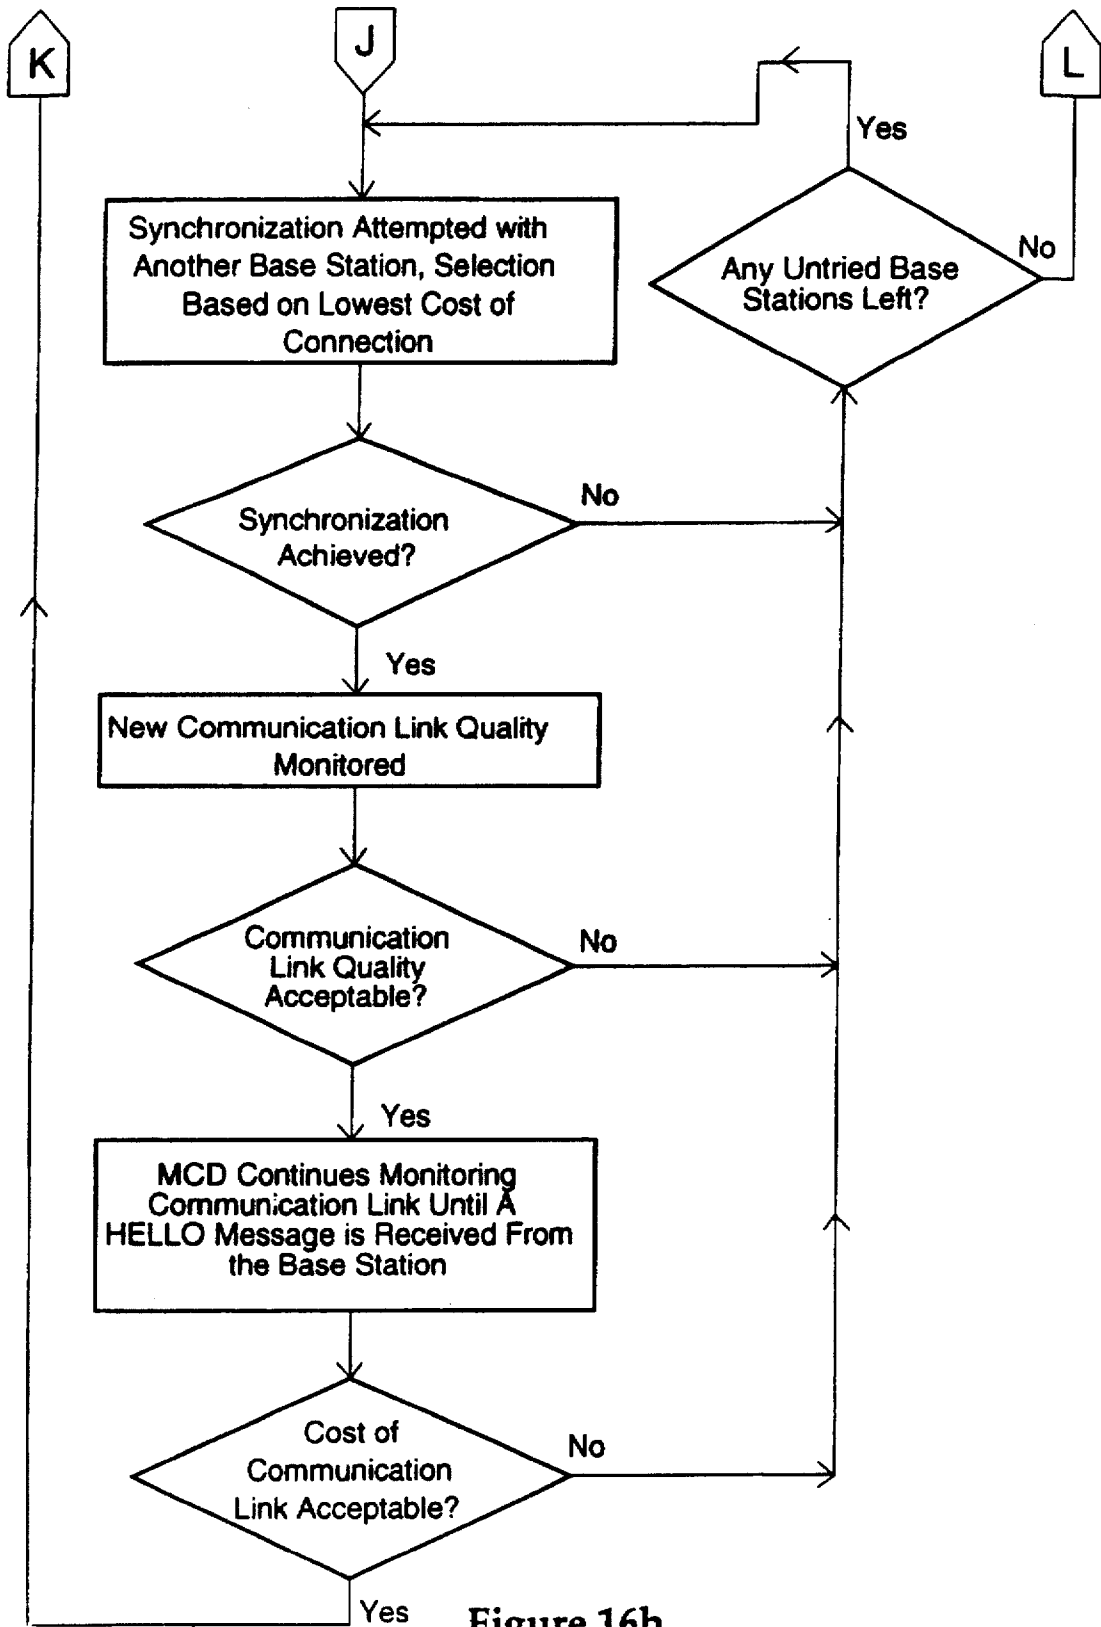 K
J
L
Yes
Synchronization Attempted with
Another Base Station, Selection
Based on Lowest Cost of
Connection
Any Untried Base
Stations Left?
No
Synchronization
Achieved?
No
Yes
New Communication Link Quality
Monitored
Communication
Link Quality
Acceptable?
No
Yes
MCD Continues Monitoring
Communication Link Until A
HELLO Message is Received From
the Base Station
Cost of
Communication
Link Acceptable?
No
Yes
Figure 16b